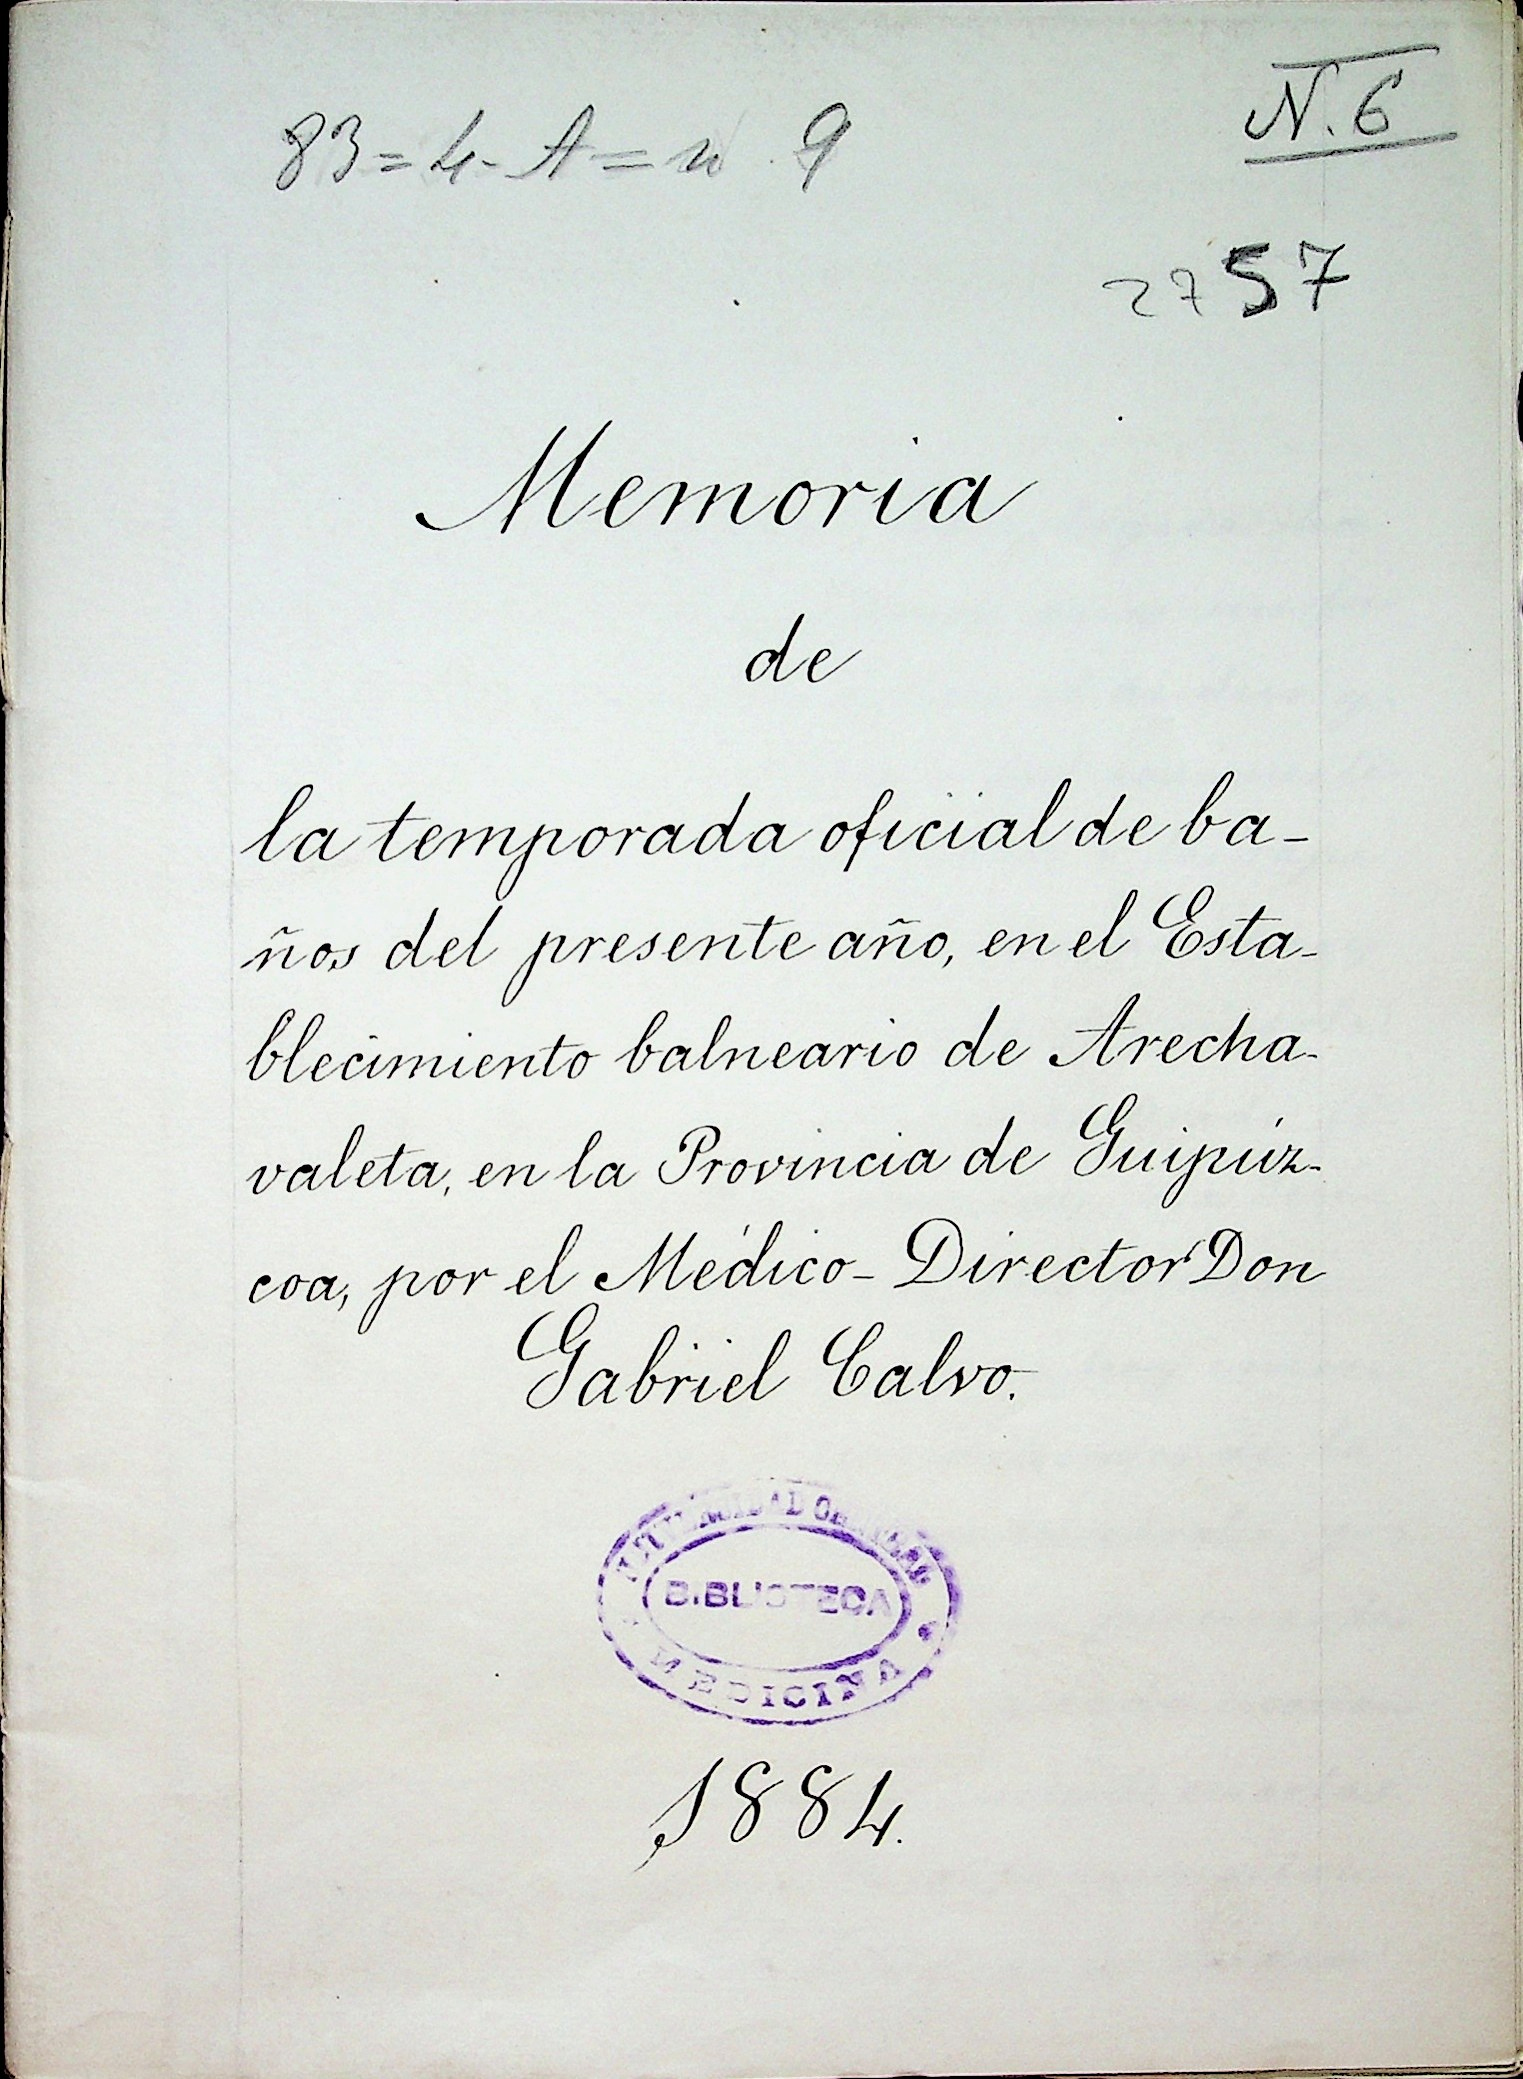 N. 6
83=4-A=n 9
2757
Memoria
de
la temporada oficial de ba-
ños del presente año, en el Esta-
blecimiento balneario de Arecha-
valeta, en la Provincia de Guipúz-
coa, por el Médico-Director Don
Gabriel Calvo.
BIBLIOTECA
MEDICINA
1884.